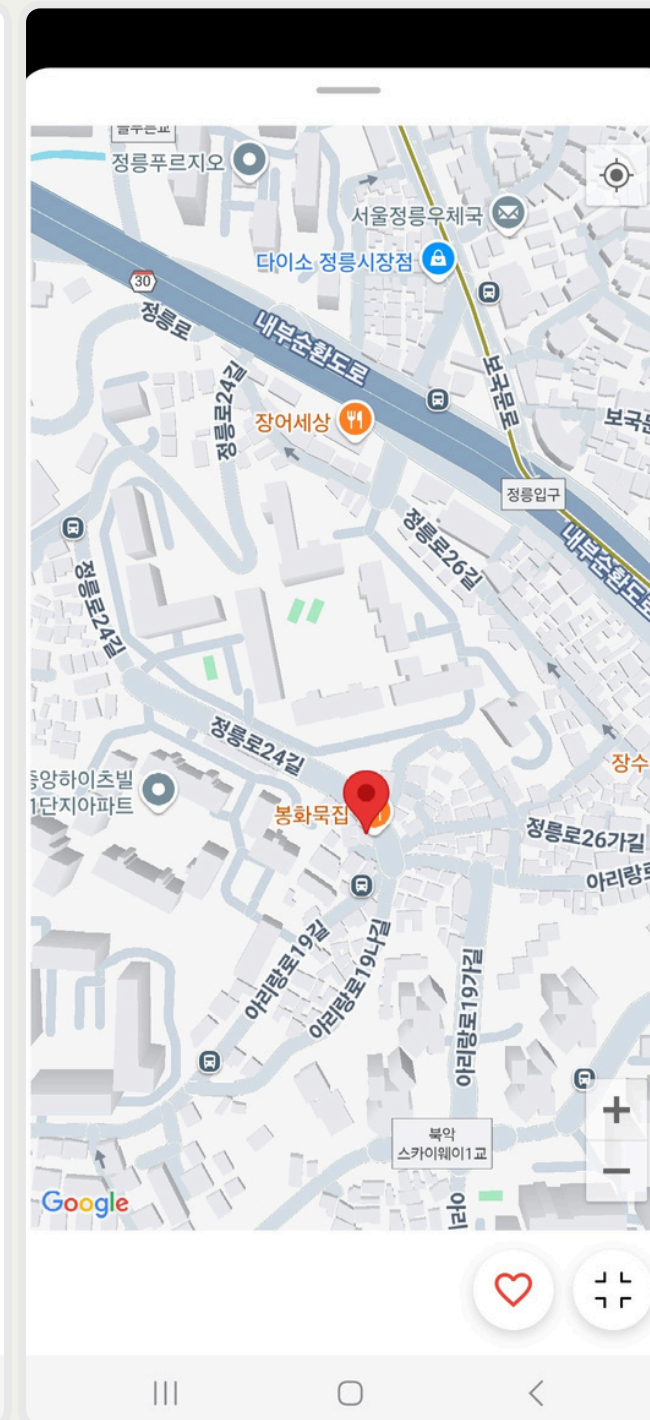 정릉푸르지오
서울정릉우체국
다이소 정릉시장점
30
정릉로
내부순환도로
정릉로24길
장어세상
보국문로
보국문
정릉입구
내부순환도로
정릉로26길
정릉로24길
정릉로24길
중앙하이츠빌
1단지아파트
봉화묵집
장수
정릉로26가길
아리랑로
아리랑로19길
아리랑로19나길
아리랑로19가길
북악
스카이웨이1교
Google